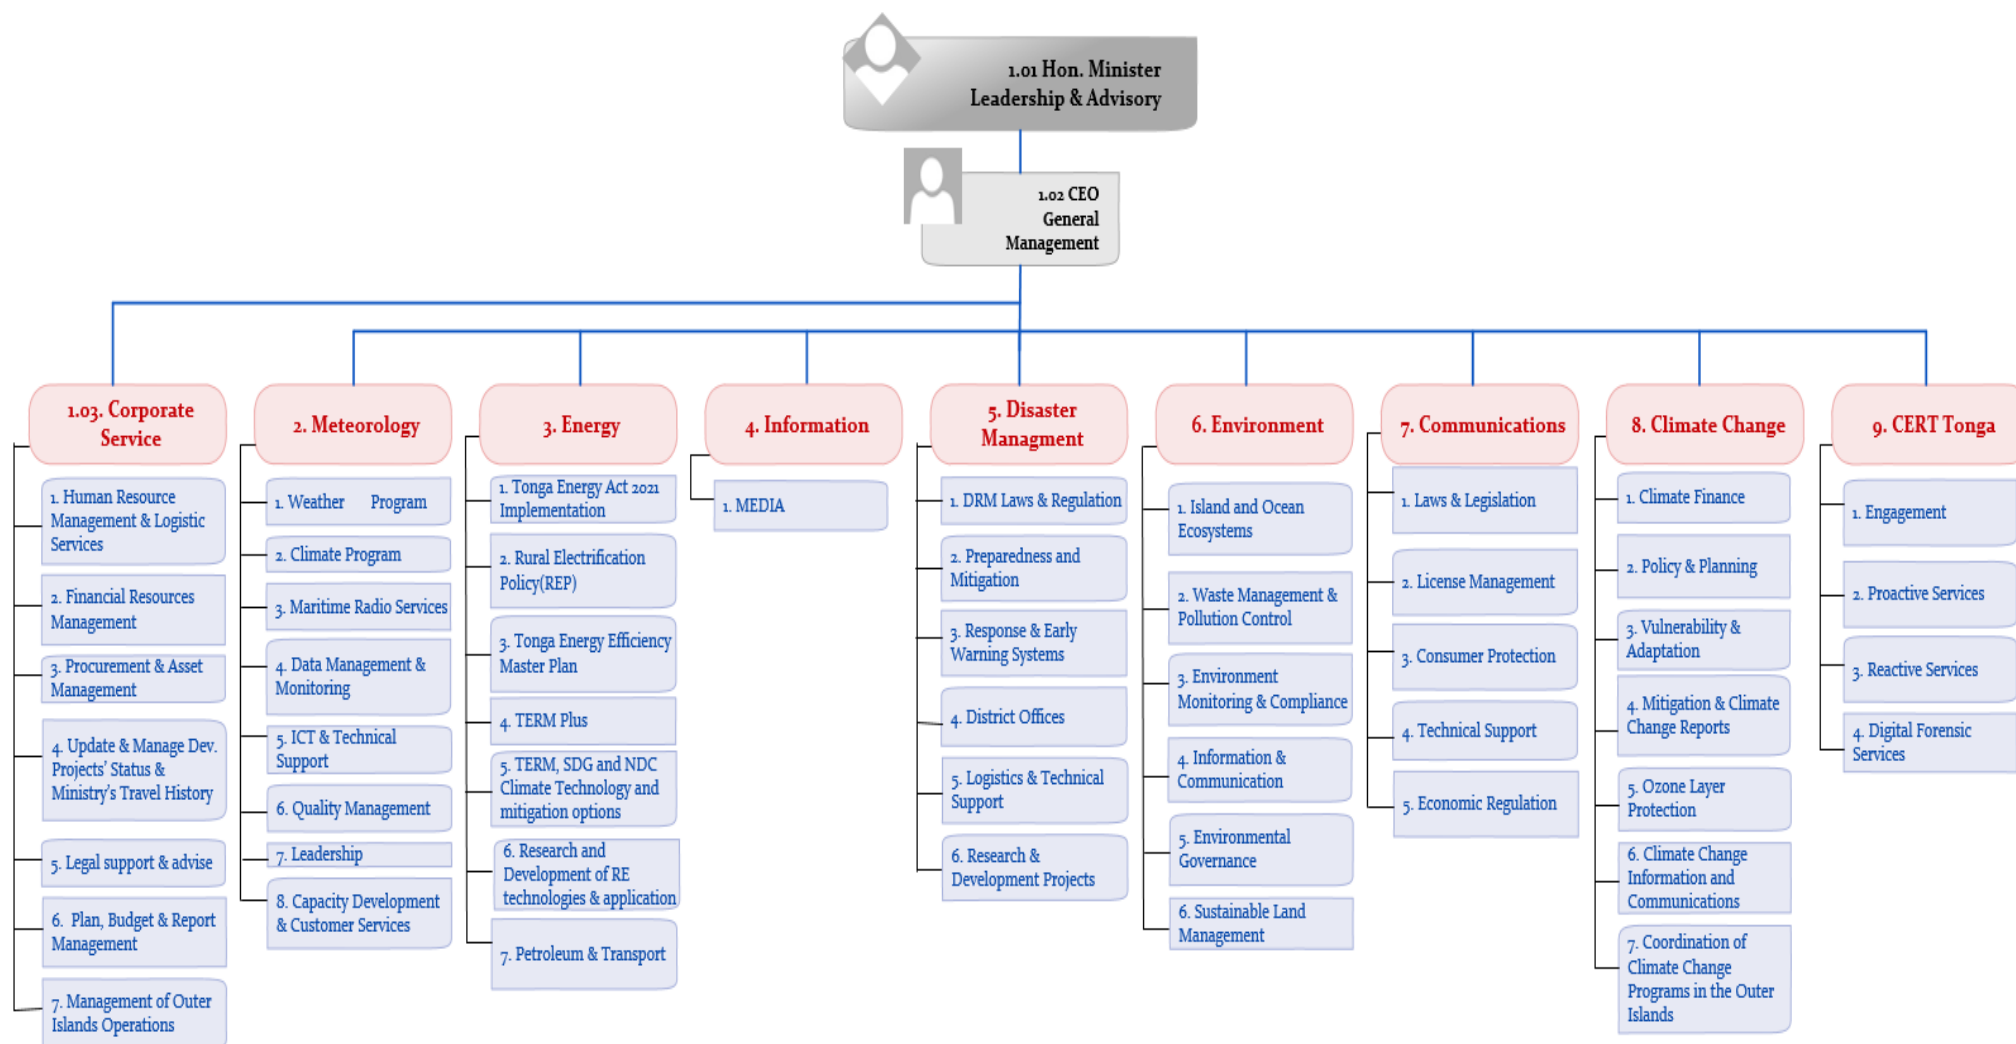 1.01 Hon. Minister
Leadership & Advisory
1.02 CEO
General
Management
1.03. Corporate
Service
1. Human Resource
Management & Logistic
Services
2. Financial Resources
Management
3. Procurement & Asset
Management
4. Update & Manage Dev.
Projects' Status &
Ministry's Travel History
5. Legal support & advise
6. Plan, Budget & Report
Management
7. Management of Outer
Islands Operations
2. Meteorology
1. Weather Program
2. Climate Program
3. Maritime Radio Services
4. Data Management &
Monitoring
5. ICT & Technical
Support
6. Quality Management
7. Leadership
8. Capacity Development
& Customer Services
3. Energy
1. Tonga Energy Act 2021
Implementation
2. Rural Electrification
Policy(REP)
3. Tonga Energy Efficiency
Master Plan
4. TERM Plus
5. TERM, SDG and NDC
Climate Technology and
mitigation options
6. Research and
Development of RE
technologies & application
7. Petroleum & Transport
4. Information
1. MEDIA
5. Disaster
Managment
1. DRM Laws & Regulation
2. Preparedness and
Mitigation
3. Response & Early
Warning Systems
4. District Offices
5. Logistics & Technical
Support
6. Research &
Development Projects
6. Environment
1. Island and Ocean
Ecosystems
2. Waste Management &
Pollution Control
3. Environment
Monitoring & Compliance
4. Information &
Communication
5. Environmental
Governance
6. Sustainable Land
Management
7. Communications
1. Laws & Legislation
2. License Management
3. Consumer Protection
4. Technical Support
5. Economic Regulation
8. Climate Change
1. Climate Finance
2. Policy & Planning
3. Vulnerability &
Adaptation
4. Mitigation & Climate
Change Reports
5. Ozone Layer
Protection
6. Climate Change
Information and
Communications
7. Coordination of
Climate Change
Programs in the Outer
Islands
9. CERT Tonga
1. Engagement
2. Proactive Services
3. Reactive Services
4. Digital Forensic
Services